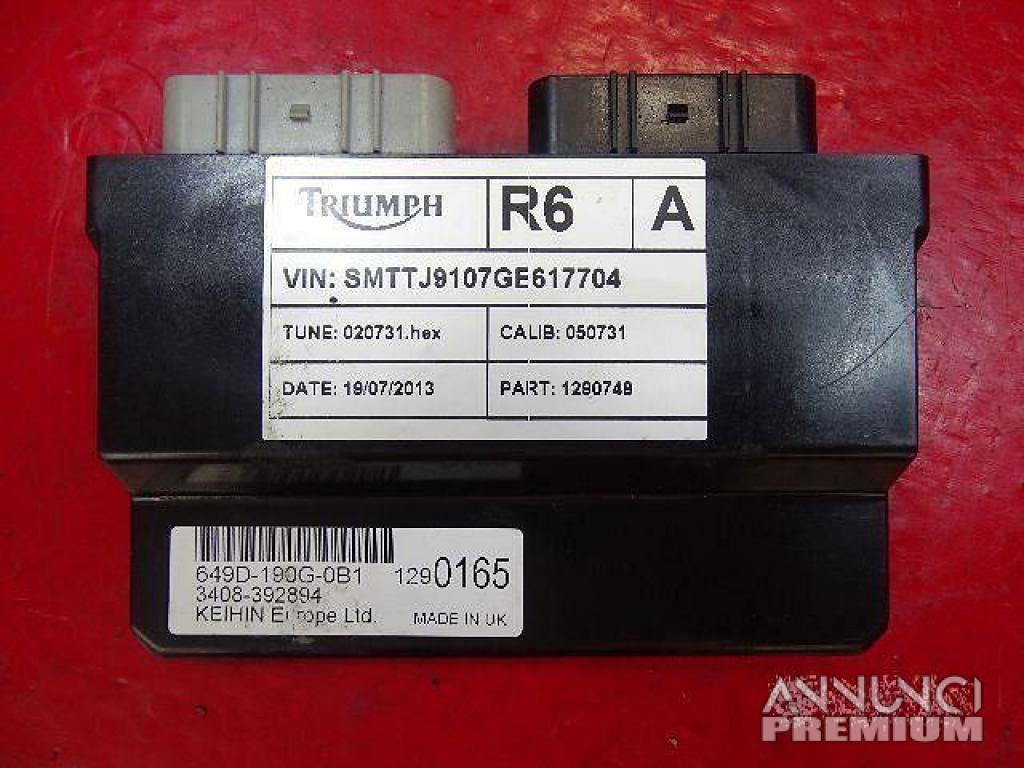 TRIUMPH R6 A
VIN: SMTTJ9107GE617704
TUNE: 020731.hex CALIB: 050731
DATE: 19/07/2013 PART: 1290749
649D-190G-0B1 1290165
3408-392894
KEIHIN Europe Ltd. MADE IN UK
ANNUNCI
PREMIUM